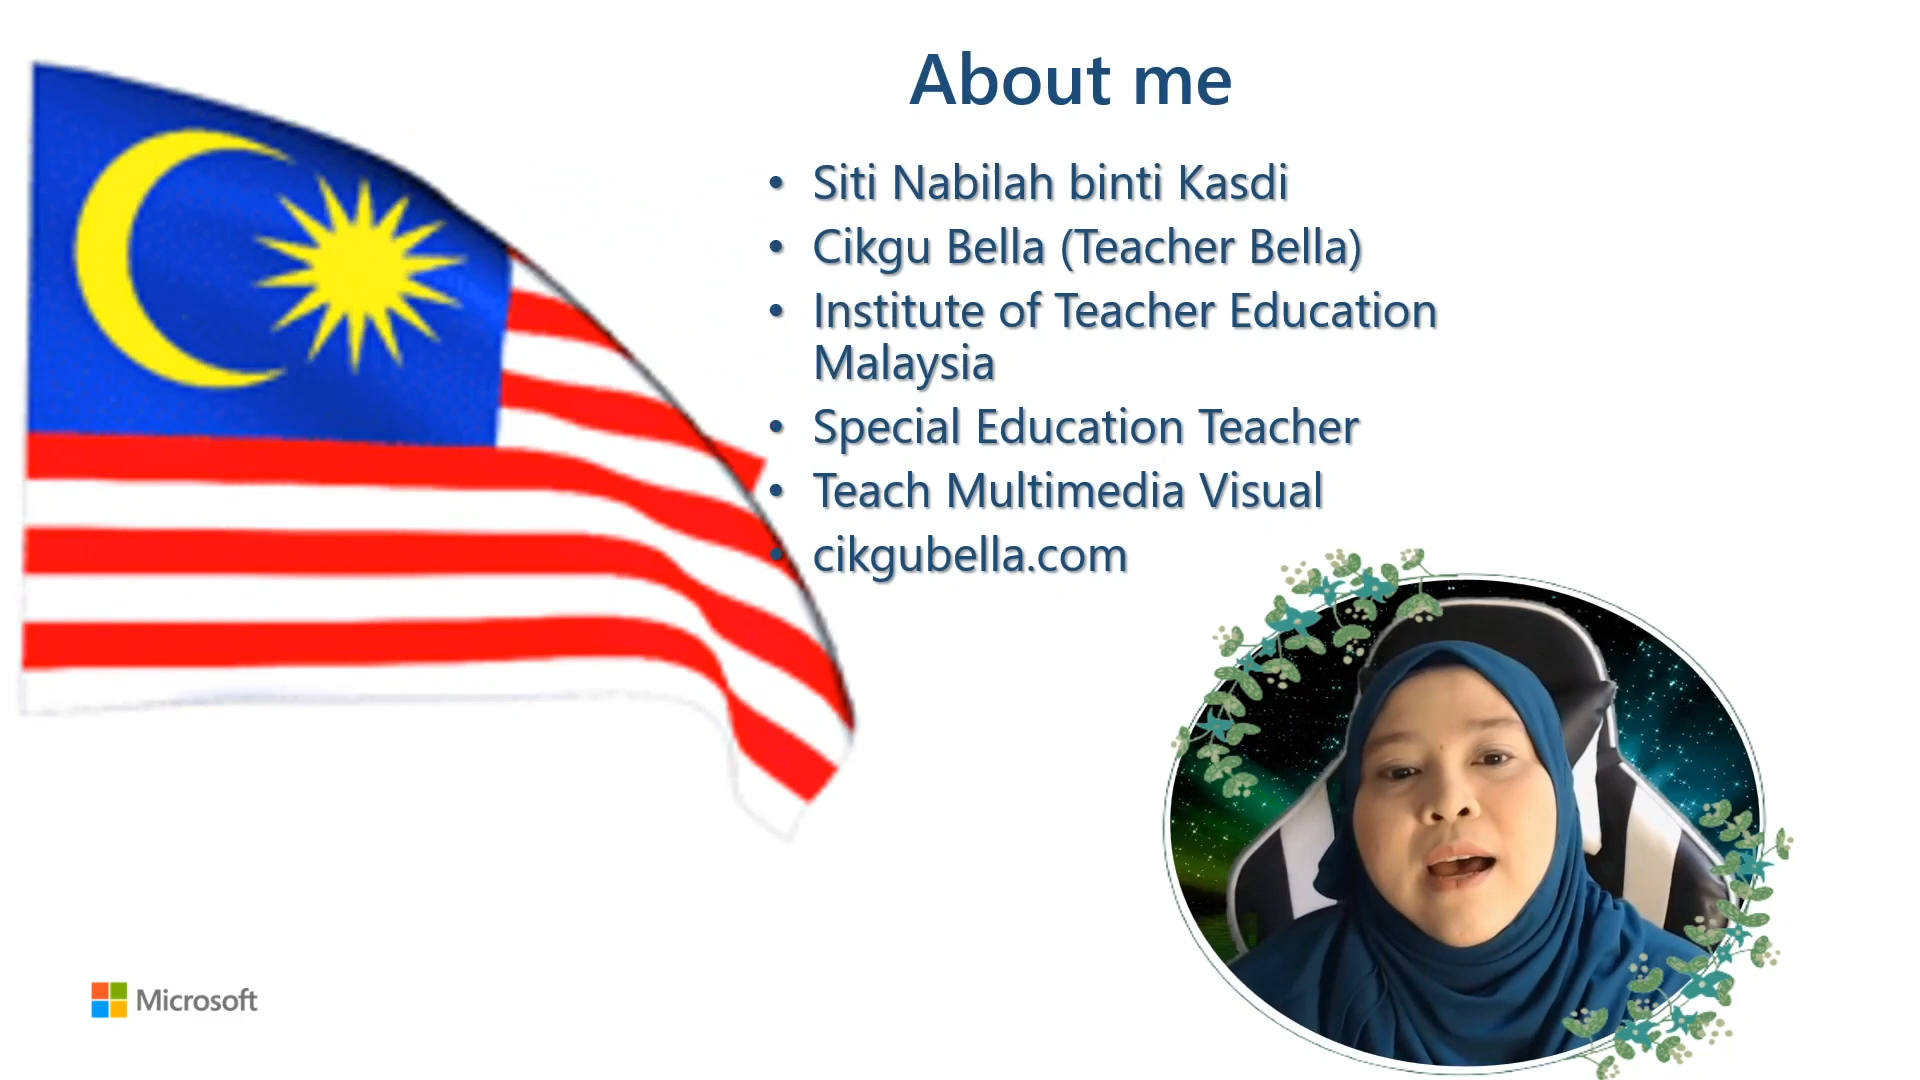 About me
• Siti Nabilah binti Kasdi
• Cikgu Bella (Teacher Bella)
• Institute of Teacher Education
Malaysia
• Special Education Teacher
• Teach Multimedia Visual
• cikgubella.com
Microsoft